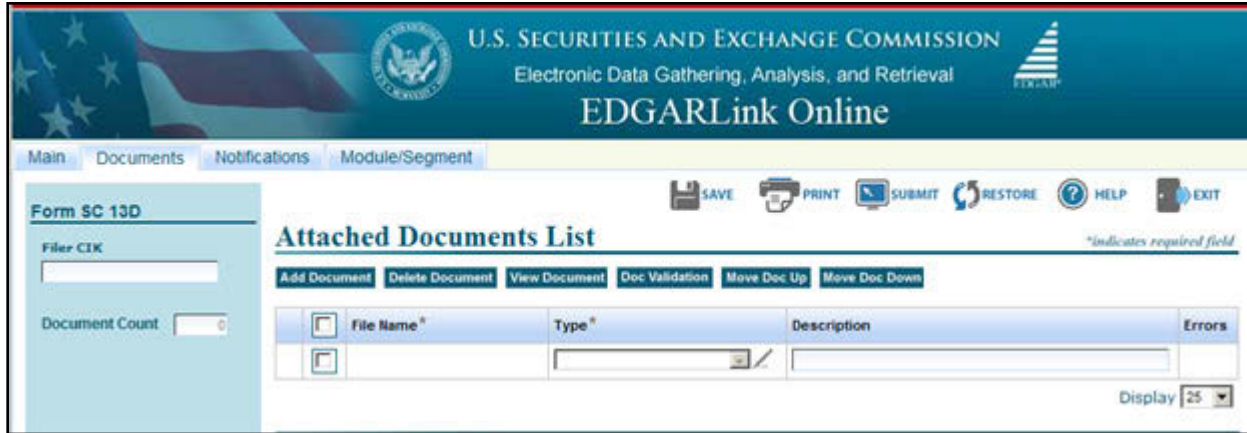 U.S. SECURITIES AND EXCHANGE COMMISSION
Electronic Data Gathering, Analysis, and Retrieval
EDGAR®
EDGARLink Online
Main Documents Notifications Module/Segment
SAVE PRINT SUBMIT RESTORE HELP EXIT
Form SC 13D
Attached Documents List
*indicates required field
Filer CIK
Add Document Delete Document View Document Doc Validation Move Doc Up Move Doc Down
Document Count 0
File Name* Type* Description Errors
Display 25